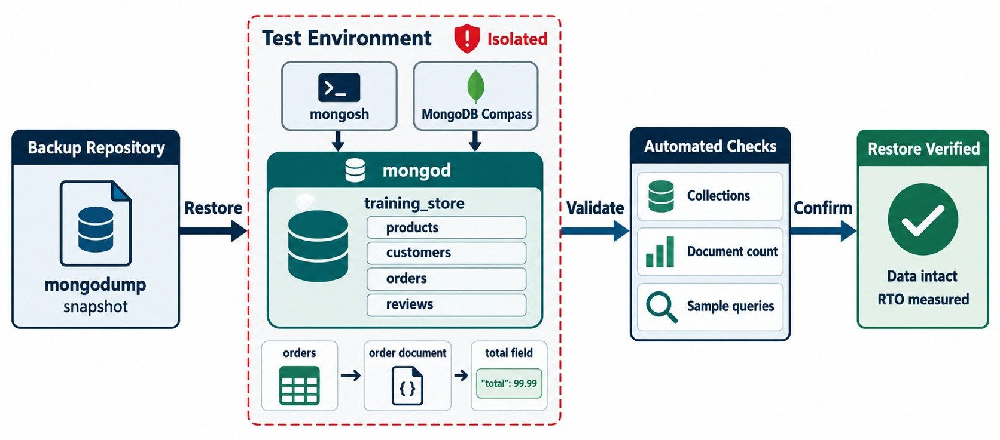 Backup Repository
mongodump
snapshot
Restore
Test Environment
Isolated
mongosh
MongoDB Compass
mongod
training_store
products
customers
orders
reviews
orders
order document
{}
total field
"total": 99.99
Validate
Automated Checks
Collections
Document count
Sample queries
Confirm
Restore Verified
Data intact
RTO measured